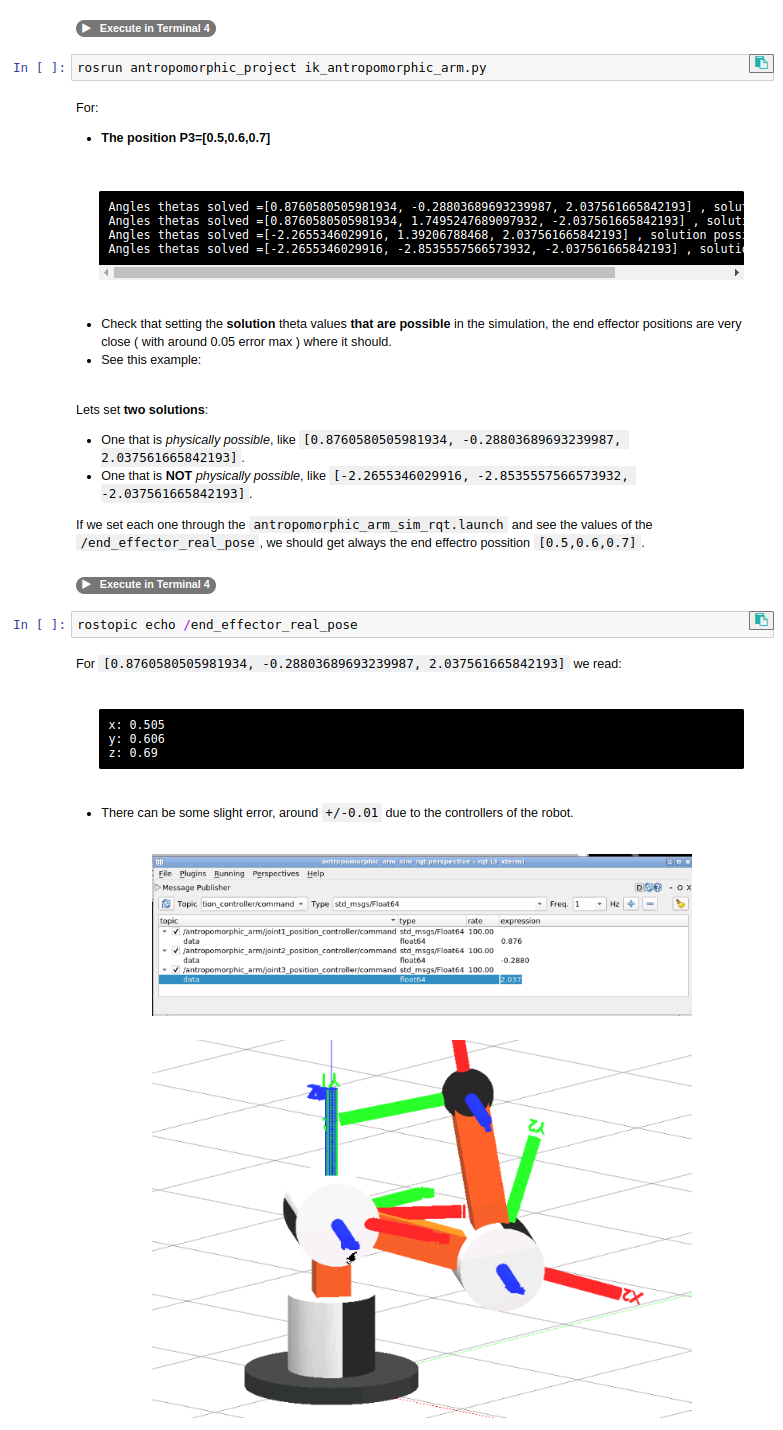 Execute in Terminal 4
In [ ]: rosrun antropomorphic_project ik_antropomorphic_arm.py
For:
The position P3=[0.5,0.6,0.7]
Angles thetas solved =[0.8760580505981934, -0.28803689693239987, 2.037561665842193] , solut
Angles thetas solved =[0.8760580505981934, 1.7495247689097932, -2.037561665842193] , soluti
Angles thetas solved =[-2.2655346029916, 1.39206788468, 2.037561665842193] , solution possi
Angles thetas solved =[-2.2655346029916, -2.8535557566573932, -2.037561665842193] , solutio
Check that setting the solution theta values that are possible in the simulation, the end effector positions are very
close ( with around 0.05 error max ) where it should.
See this example:
Lets set two solutions:
One that is physically possible, like [0.8760580505981934, -0.28803689693239987,
2.037561665842193] .
One that is NOT physically possible, like [-2.2655346029916, -2.8535557566573932,
-2.037561665842193] .
If we set each one through the antropomorphic_arm_sim_rqt.launch and see the values of the
/end_effector_real_pose , we should get always the end effectro possition [0.5,0.6,0.7] .
Execute in Terminal 4
In [ ]: rostopic echo /end_effector_real_pose
For [0.8760580505981934, -0.28803689693239987, 2.037561665842193] we read:
x: 0.505
y: 0.606
z: 0.69
There can be some slight error, around +/-0.01 due to the controllers of the robot.
antropomorphic_arm_sim_rqt.perspective - rqt (3_xterm)
File Plugins Running Perspectives Help
Message Publisher D - O X
Topic tion_controller/command Type std_msgs/Float64 Freq. 1 Hz
topic type rate expression
/antropomorphic_arm/joint1_position_controller/command std_msgs/Float64 100.00
data float64 0.876
/antropomorphic_arm/joint2_position_controller/command std_msgs/Float64 100.00
data float64 -0.2880
/antropomorphic_arm/joint3_position_controller/command std_msgs/Float64 100.00
data float64 2.037
Y2
X2